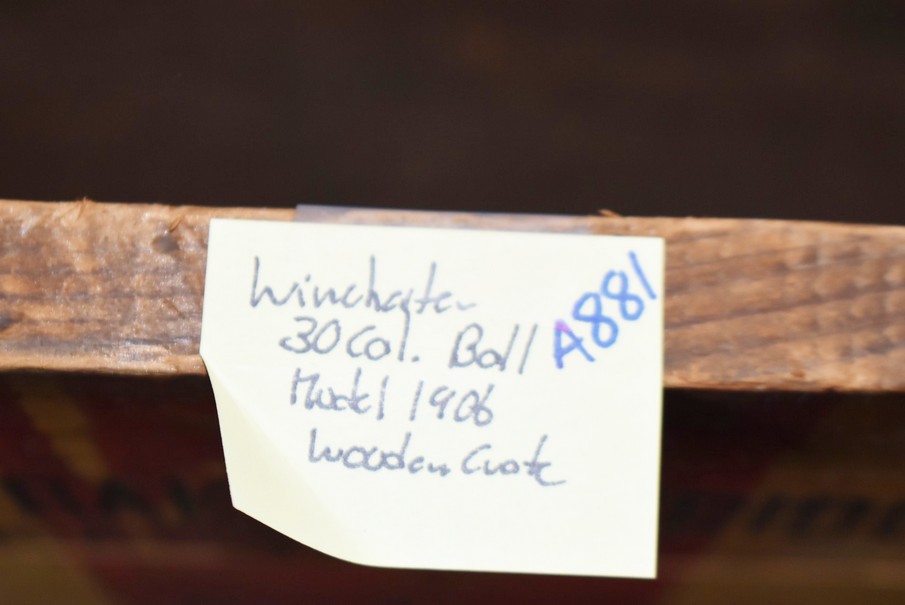 Winchester
30 Cal. Ball
A881
Model 1906
Wooden Crate